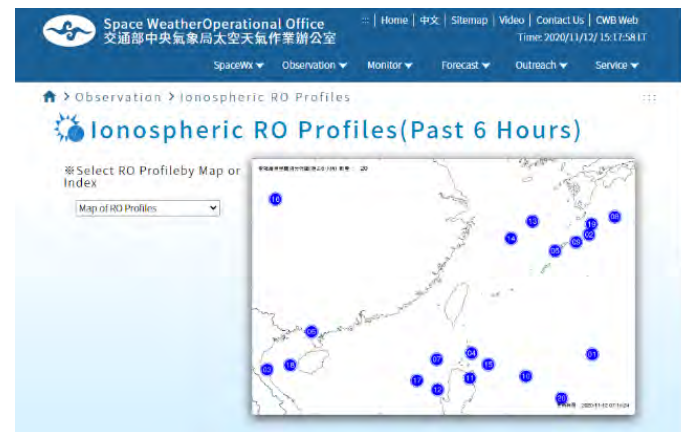 Space WeatherOperational Office
交通部中央氣象局太空天氣作業辦公室
::: | Home | 中文 | Sitemap | Video | Contact Us | CWB Web
Time: 2020/11/12/ 15:17:58 LT
SpaceWx Observation Monitor Forecast Outreach Service
> Observation > Ionospheric RO Profiles
:::
Ionospheric RO Profiles(Past 6 Hours)
※Select RO Profileby Map or
Index
Map of RO Profiles
20
16
08
13
19
02
14
09
05
06
04
01
07
18
15
03
10
11
17
12
20